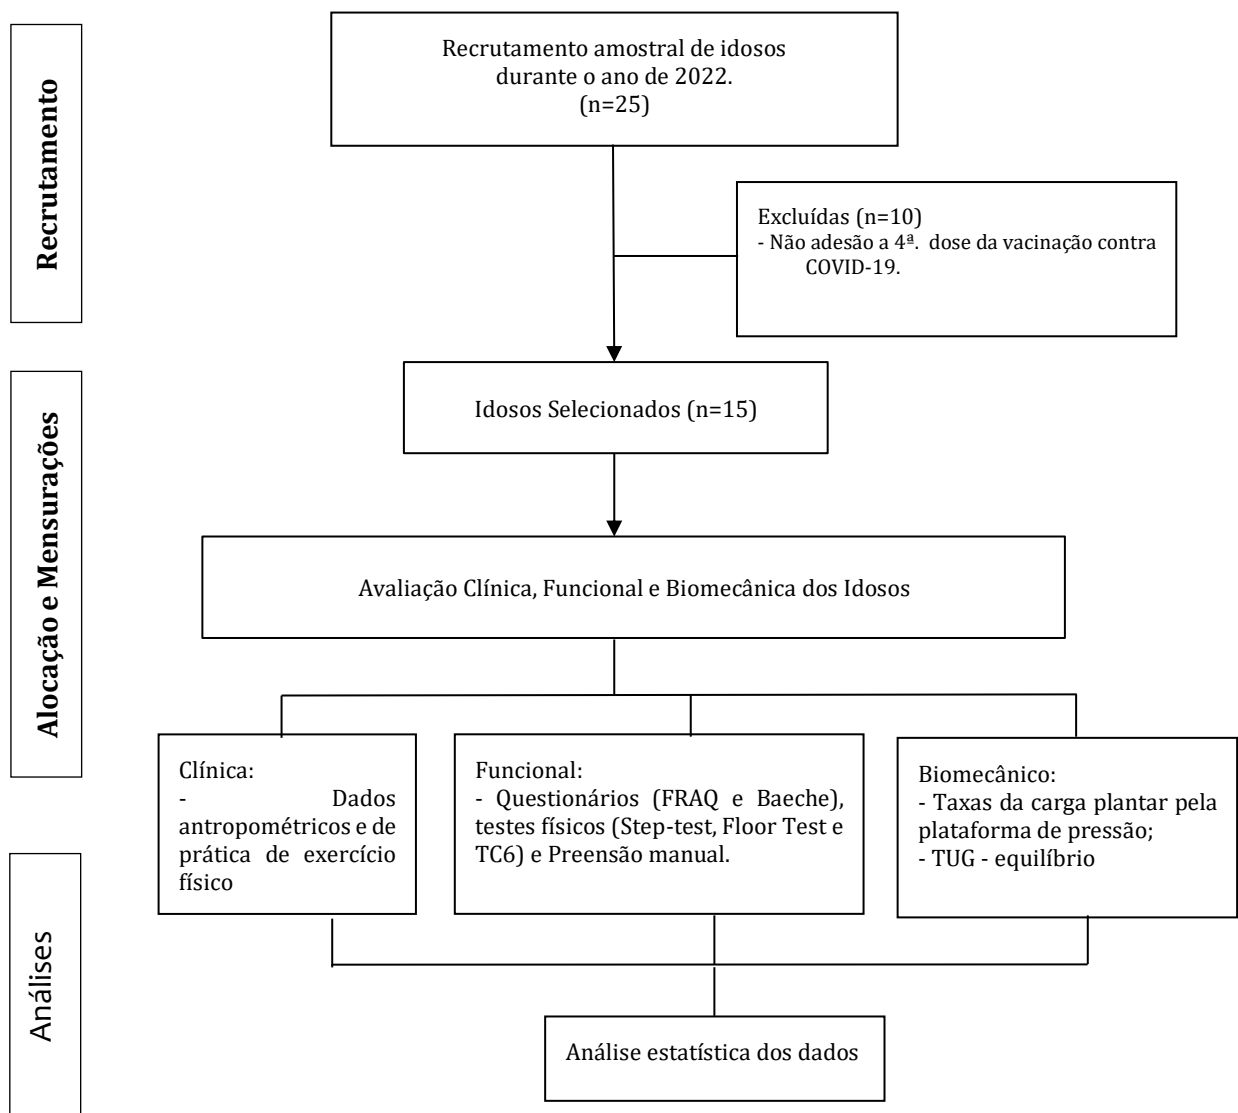 Recrutamento
Recrutamento amostral de idosos
durante o ano de 2022.
(n=25)
Excluídas (n=10)
- Não adesão a 4ª. dose da vacinação contra
COVID-19.
Alocação e Mensurações
Idosos Selecionados (n=15)
Avaliação Clínica, Funcional e Biomecânica dos Idosos
Clínica:
- Dados
antropométricos e de
prática de exercício
físico
Funcional:
- Questionários (FRAQ e Baeche),
testes físicos (Step-test, Floor Test e
TC6) e Preensão manual.
Biomecânico:
- Taxas da carga plantar pela
plataforma de pressão;
- TUG - equilíbrio
Análises
Análise estatística dos dados